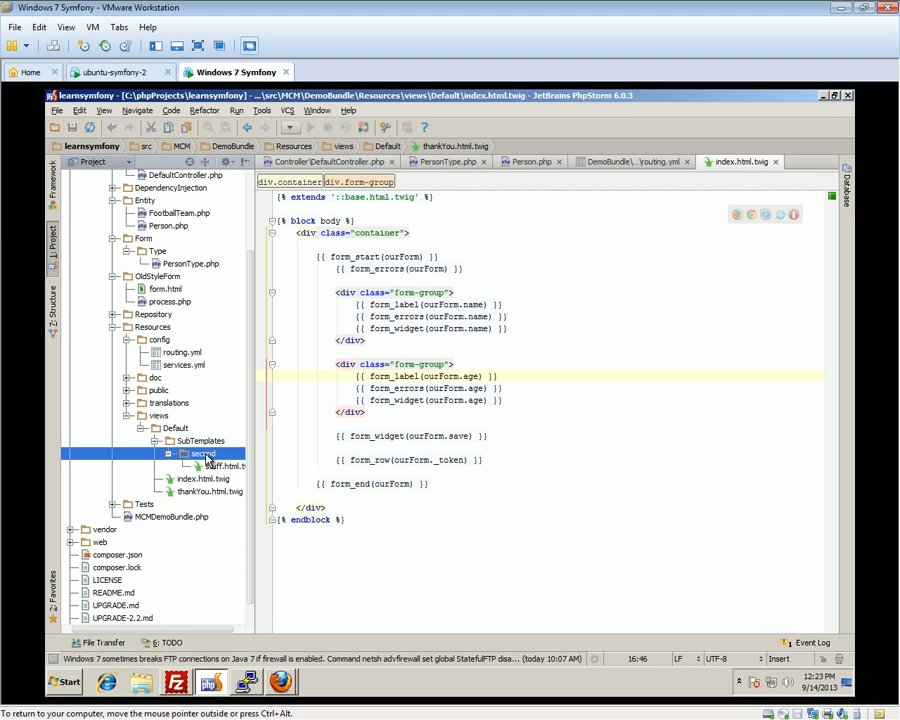 Windows 7 Symfony - VMware Workstation
File Edit View VM Tabs Help
Home ubuntu-symfony-2 Windows 7 Symfony
learnsymfony - [C:\phpProjects\learnsymfony] - ...\src\MCM\DemoBundle\Resources\views\Default\index.html.twig - JetBrains PhpStorm 6.0.3
File Edit View Navigate Code Refactor Run Tools VCS Window Help
learnsymfony src MCM DemoBundle Resources views Default thankYou.html.twig
Project
Controller\DefaultController.php PersonType.php Person.php DemoBundle\...\routing.yml index.html.twig
Framework
1: Project
Z: Structure
2: Favorites
DefaultController.php
DependencyInjection
Entity
FootballTeam.php
Person.php
Form
Type
PersonType.php
OldStyleForm
form.html
process.php
Repository
Resources
config
routing.yml
services.yml
doc
public
translations
views
Default
SubTemplates
second
index.html.twig
thankYou.html.twig
Tests
MCMDemoBundle.php
vendor
web
composer.json
composer.lock
LICENSE
README.md
UPGRADE.md
UPGRADE-2.2.md
div.container div.form-group
{% extends '::base.html.twig' %}
{% block body %}
<div class="container">
{{ form_start(ourForm) }}
{{ form_errors(ourForm) }}
<div class="form-group">
{{ form_label(ourForm.name) }}
{{ form_errors(ourForm.name) }}
{{ form_widget(ourForm.name) }}
</div>
<div class="form-group">
{{ form_label(ourForm.age) }}
{{ form_errors(ourForm.age) }}
{{ form_widget(ourForm.age) }}
</div>
{{ form_widget(ourForm.save) }}
{{ form_row(ourForm._token) }}
{{ form_end(ourForm) }}
</div>
{% endblock %}
Database
File Transfer 6: TODO Event Log
Windows 7 sometimes breaks FTP connections on Java 7 if firewall is enabled. Command netsh advfirewall set global StatefulFTP disa... (today 10:07 AM) 16:46 LF UTF-8 Insert
Start
12:23 PM
9/14/2013
To return to your computer, move the mouse pointer outside or press Ctrl+Alt.